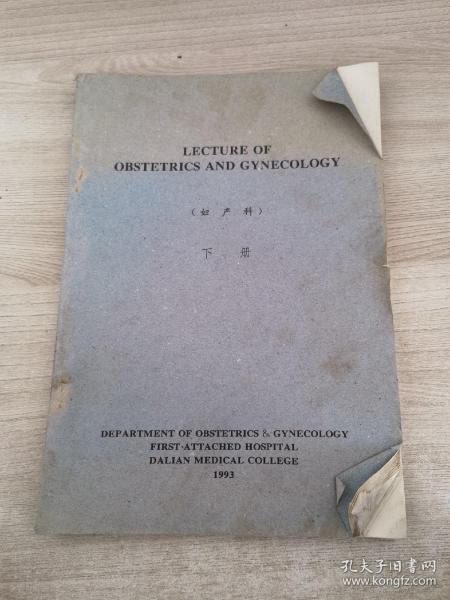 LECTURE OF
OBSTETRICS AND GYNECOLOGY
（妇产科）
下 册
DEPARTMENT OF OBSTETRICS & GYNECOLOGY
FIRST-ATTACHED HOSPITAL
DALIAN MEDICAL COLLEGE
1993
孔夫子旧书网
www.kongfz.com